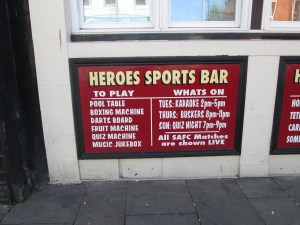 HEROES SPORTS BAR
TO PLAY
POOL TABLE
BOXING MACHINE
DARTS BOARD
FRUIT MACHINE
QUIZ MACHINE
MUSIC JUKEBOX
WHATS ON
TUES: KARAOKE 2pm-5pm
THURS: BUSKERS 8pm-11pm
SUN: QUIZ NIGHT 7pm-9pm
All SAFC Matches
are shown LIVE